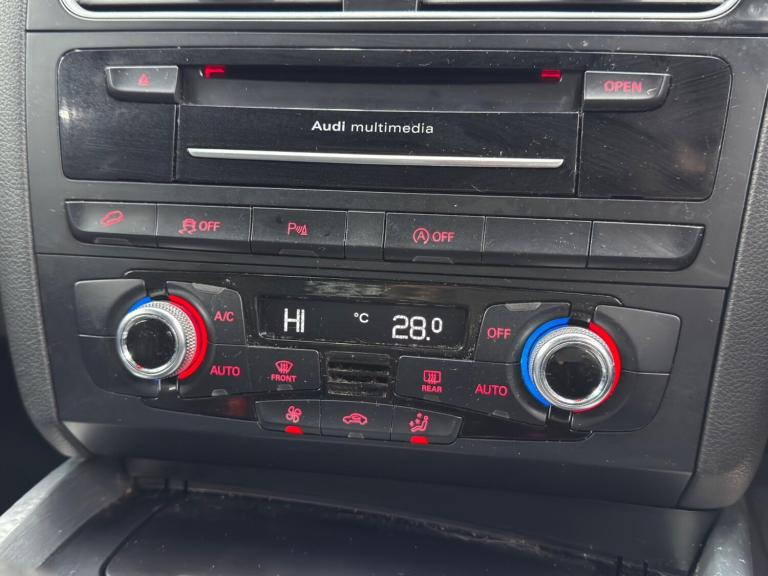 OPEN
Audi multimedia
OFF
P
A OFF
A/C
HI °C 28.0
OFF
AUTO
FRONT
REAR
AUTO